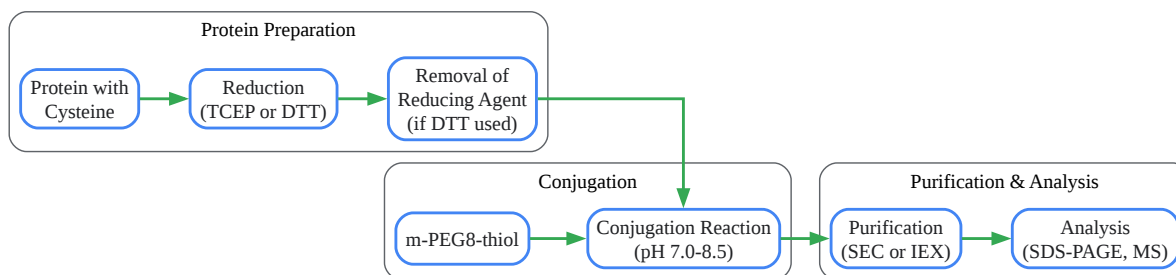 Protein Preparation
Protein with
Cysteine
Reduction
(TCEP or DTT)
Removal of
Reducing Agent
(if DTT used)
Conjugation
m-PEG8-thiol
Conjugation Reaction
(pH 7.0-8.5)
Purification & Analysis
Purification
(SEC or IEX)
Analysis
(SDS-PAGE, MS)